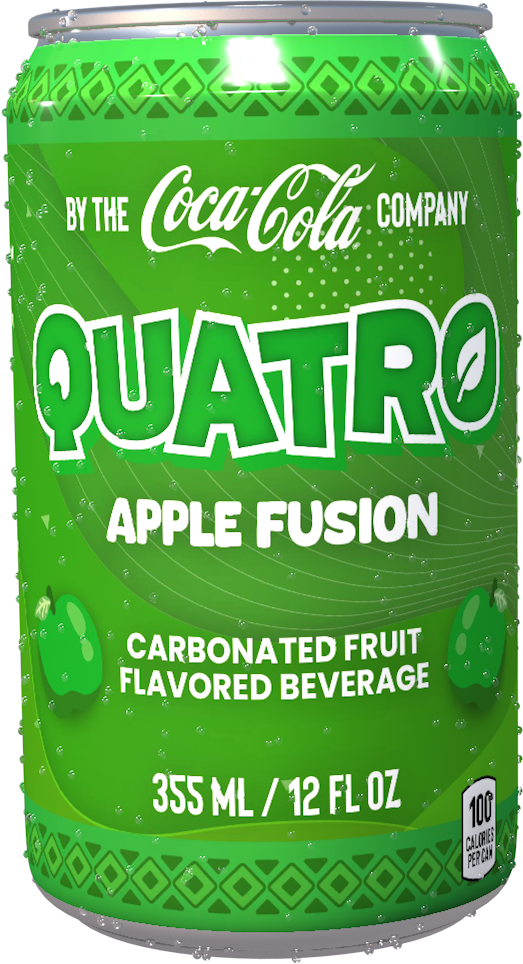 BY THE Coca-Cola COMPANY
QUATRO
APPLE FUSION
CARBONATED FRUIT
FLAVORED BEVERAGE
355 ML / 12 FL OZ
100
CALORIES
PER CAN